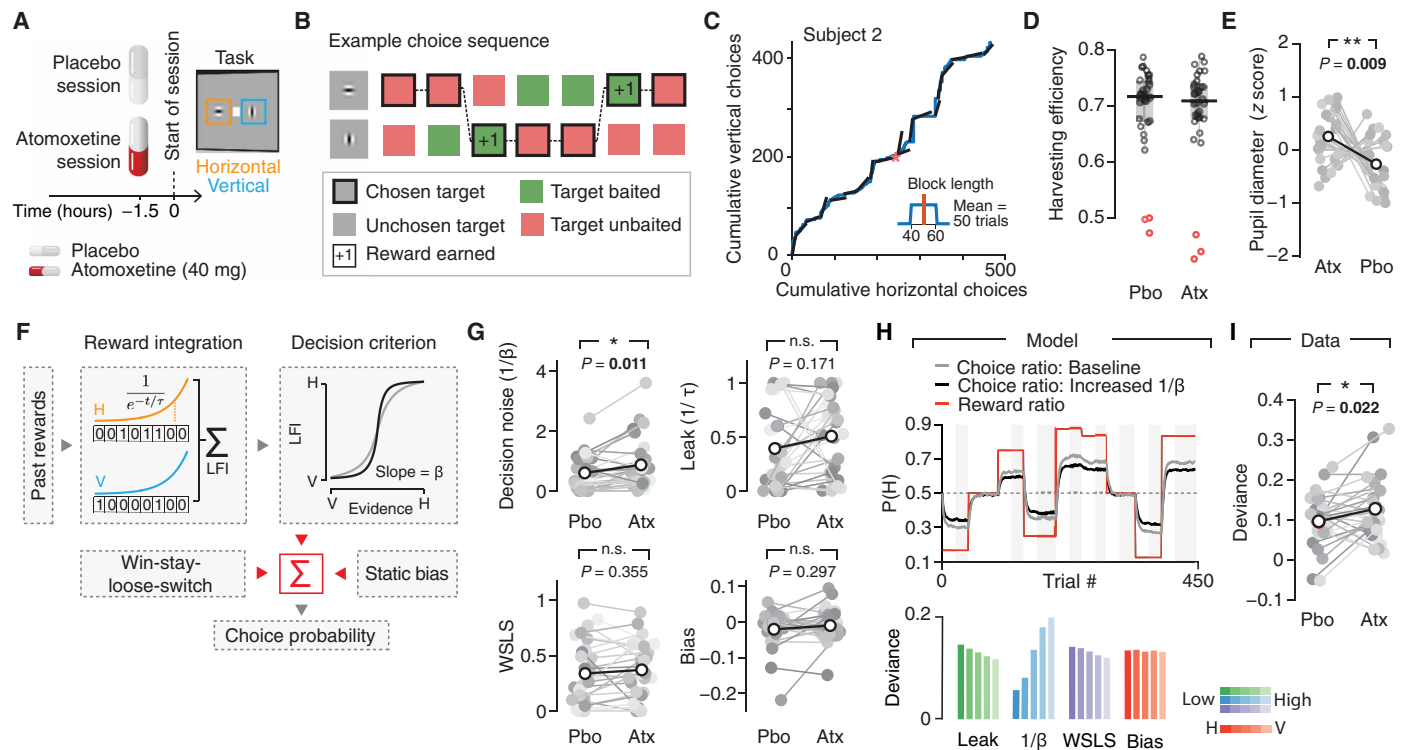 A
Placebo
session
Atomoxetine
session
Start of session
Task
Horizontal
Vertical
Time (hours)
−1.5
0
Placebo
Atomoxetine (40 mg)
B
Example choice sequence
+1
+1
Chosen target
Target baited
Unchosen target
Target unbaited
+1
Reward earned
C
Subject 2
Cumulative vertical choices
400
200
0
0
500
Cumulative horizontal choices
Block length
Mean =
50 trials
40 60
D
Harvesting efficiency
0.8
0.7
0.6
0.5
Pbo Atx
E
Pupil diameter (z score)
**
P = 0.009
2
1
0
−1
−2
Atx Pbo
F
Reward integration
Decision criterion
Past rewards
1
e−t/τ
H
0 0 1 0 1 1 0 0
V
1 0 0 0 0 1 0 0
Σ
LFI
LFI
H
V
Slope = β
V H
Evidence
Win-stay-
loose-switch
Σ
Static bias
Choice probability
G
Decision noise (1/β)
*
P = 0.011
4
2
0
Pbo Atx
Leak (1/ τ)
n.s.
P = 0.171
1
0.5
0
Pbo Atx
WSLS
n.s.
P = 0.355
1
0.5
0
Pbo Atx
Bias
n.s.
P = 0.297
0.1
0
−0.1
−0.2
Pbo Atx
H
Model
Choice ratio: Baseline
Choice ratio: Increased 1/β
Reward ratio
P(H)
0.9
0.7
0.5
0.3
0.1
0
Trial #
450
Deviance
0.2
0
Leak 1/β WSLS Bias
Low High
H V
I
Data
*
P = 0.022
Deviance
0.4
0.3
0.2
0.1
0
−0.1
Pbo Atx